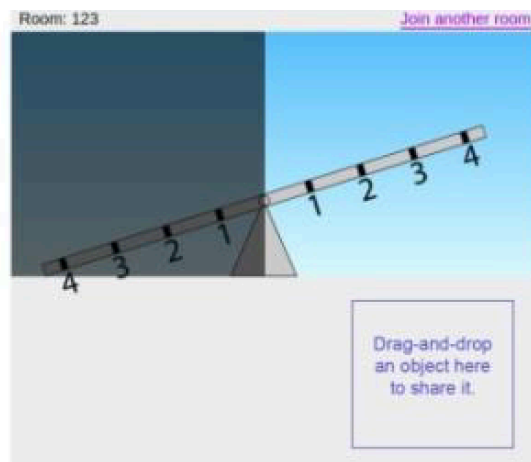 Room: 123
Join another room
4 3 2 1 1 2 3 4
Drag-and-drop
an object here
to share it.